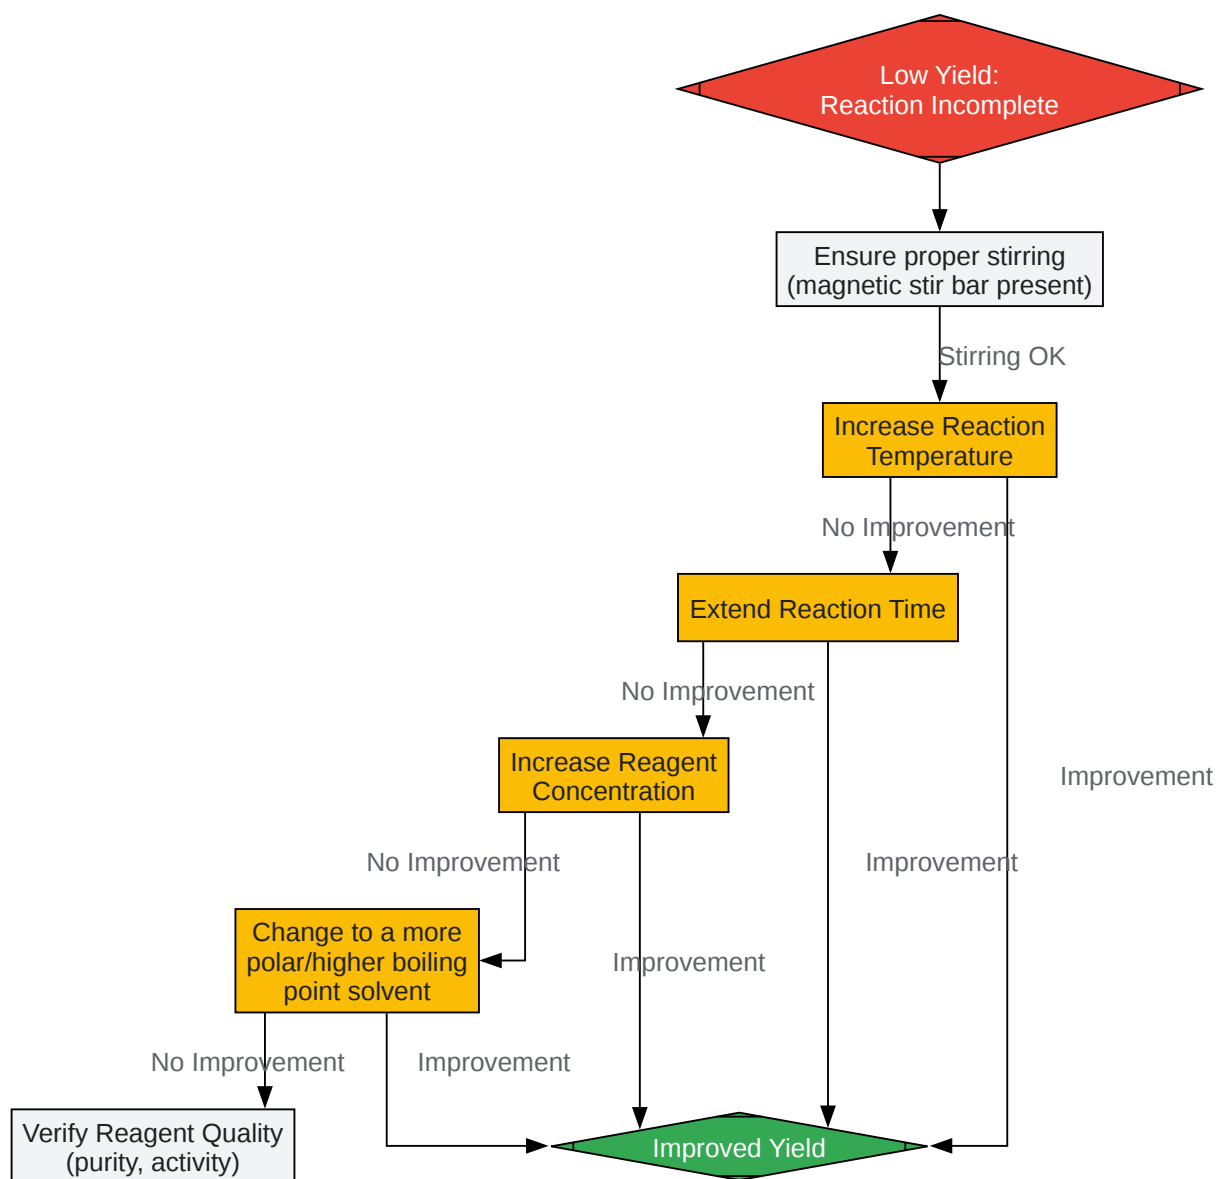 Low Yield:
Reaction Incomplete
Ensure proper stirring
(magnetic stir bar present)
Stirring OK
Increase Reaction
Temperature
No Improvement
Extend Reaction Time
No Improvement
Increase Reagent
Concentration
Improvement
No Improvement
Improvement
Change to a more
polar/higher boiling
point solvent
Improvement
No Improvement
Improvement
Verify Reagent Quality
(purity, activity)
Improved Yield